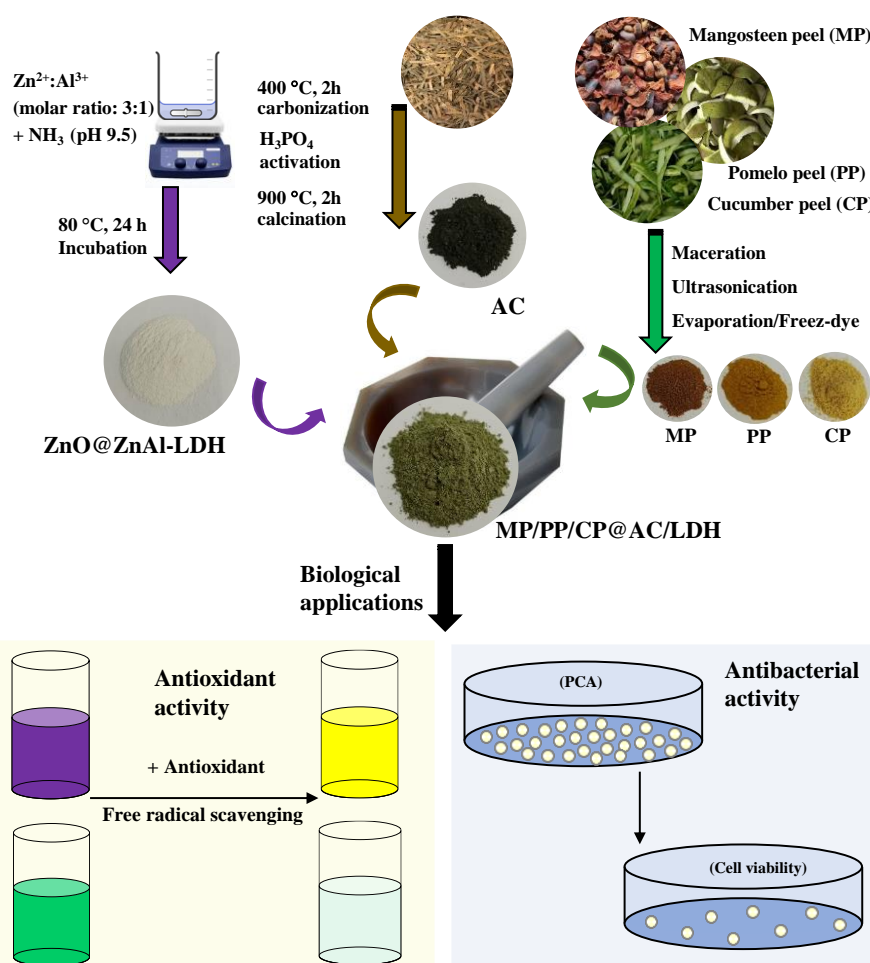 Zn²⁺:Al³⁺
(molar ratio: 3:1)
+ NH₃ (pH 9.5)
80 °C, 24 h
Incubation
ZnO@ZnAl-LDH
400 °C, 2h
carbonization
H₃PO₄
activation
900 °C, 2h
calcination
AC
Mangosteen peel (MP)
Pomelo peel (PP)
Cucumber peel (CP)
Maceration
Ultrasonication
Evaporation/Freez-dye
MP
PP
CP
MP/PP/CP@AC/LDH
Biological
applications
Antioxidant
activity
+ Antioxidant
Free radical scavenging
Antibacterial
activity
(PCA)
(Cell viability)